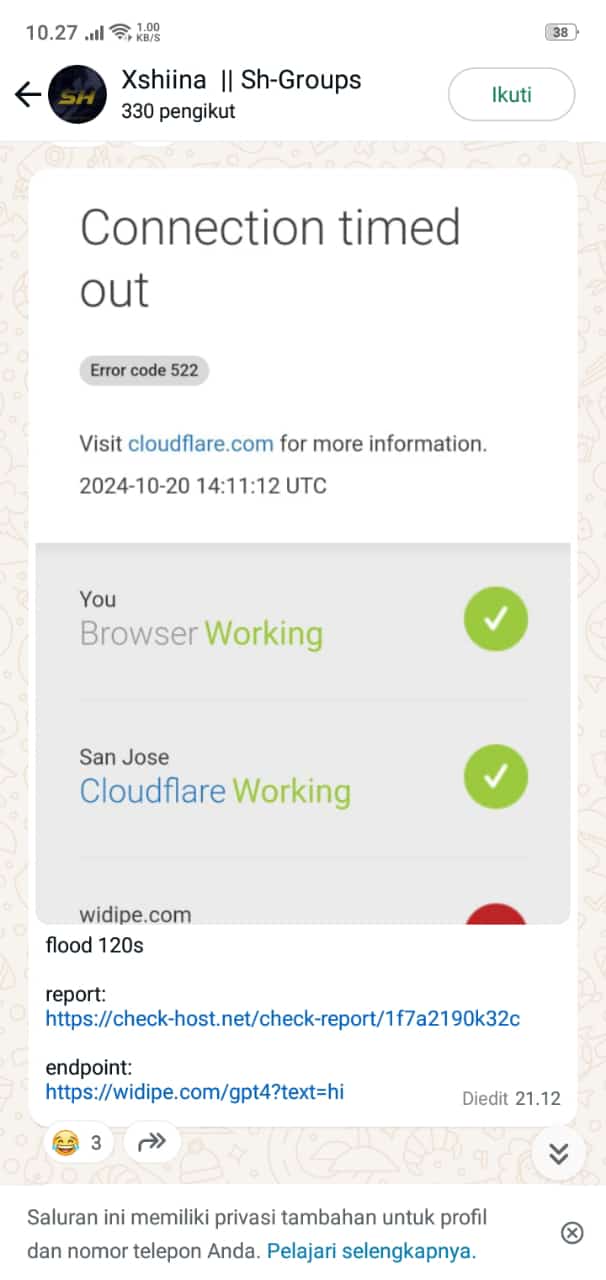 10.27
1.00
KB/S
38
SH
Xshiina || Sh-Groups
330 pengikut
Ikuti
Connection timed
out
Error code 522
Visit cloudflare.com for more information.
2024-10-20 14:11:12 UTC
You
Browser Working
San Jose
Cloudflare Working
widipe.com
flood 120s
report:
https://check-host.net/check-report/1f7a2190k32c
endpoint:
https://widipe.com/gpt4?text=hi
Diedit 21.12
😂 3
Saluran ini memiliki privasi tambahan untuk profil
dan nomor telepon Anda. Pelajari selengkapnya.